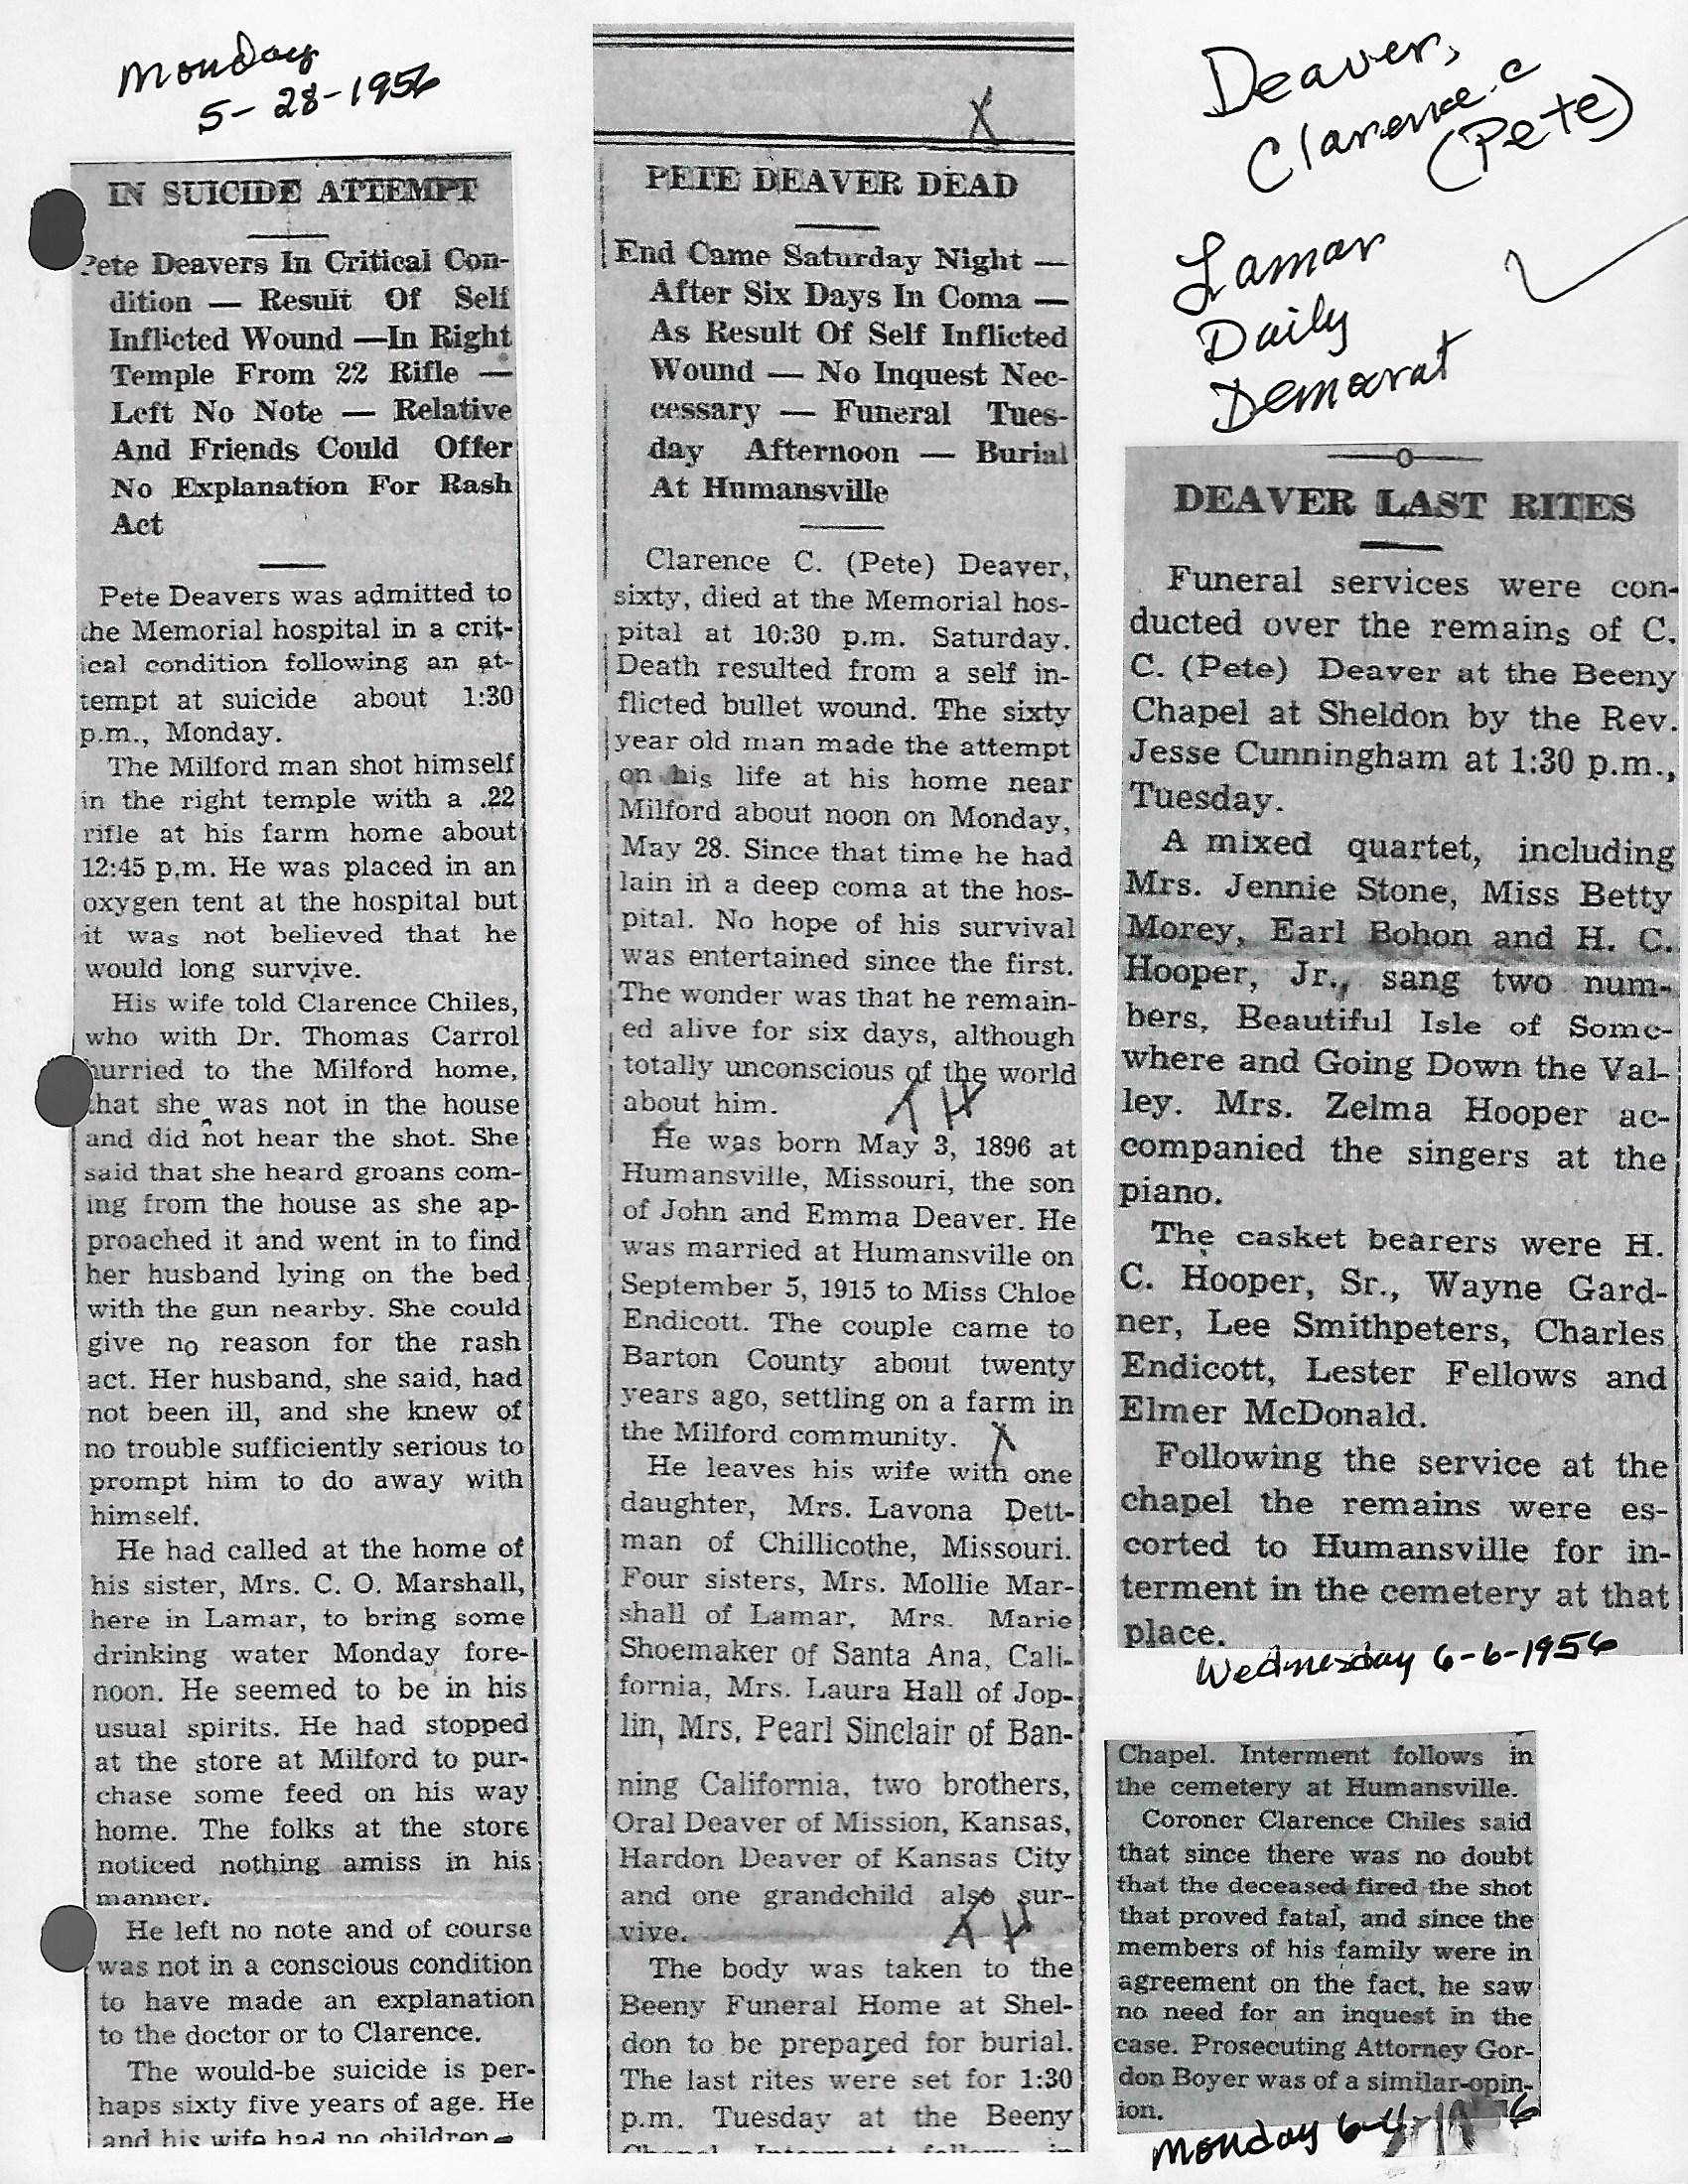 Monday
5-28-1956
IN SUICIDE ATTEMPT
Pete Deavers In Critical Con-
dition — Result Of Self
Inflicted Wound —In Right
Temple From 22 Rifle —
Left No Note — Relative
And Friends Could Offer
No Explanation For Rash
Act
Pete Deavers was admitted to
the Memorial hospital in a crit-
ical condition following an at-
tempt at suicide about 1:30
p.m., Monday.
The Milford man shot himself
in the right temple with a .22
rifle at his farm home about
12:45 p.m. He was placed in an
oxygen tent at the hospital but
it was not believed that he
would long survive.
His wife told Clarence Chiles,
who with Dr. Thomas Carrol
hurried to the Milford home,
that she was not in the house
and did not hear the shot. She
said that she heard groans com-
ing from the house as she ap-
proached it and went in to find
her husband lying on the bed
with the gun nearby. She could
give no reason for the rash
act. Her husband, she said, had
not been ill, and she knew of
no trouble sufficiently serious to
prompt him to do away with
himself.
He had called at the home of
his sister, Mrs. C. O. Marshall,
here in Lamar, to bring some
drinking water Monday fore-
noon. He seemed to be in his
usual spirits. He had stopped
at the store at Milford to pur-
chase some feed on his way
home. The folks at the store
noticed nothing amiss in his
manner.
He left no note and of course
was not in a conscious condition
to have made an explanation
to the doctor or to Clarence.
The would-be suicide is per-
haps sixty five years of age. He
and his wife had no children
X
PETE DEAVER DEAD
End Came Saturday Night —
After Six Days In Coma —
As Result Of Self Inflicted
Wound — No Inquest Nec-
cessary — Funeral Tues-
day Afternoon — Burial
At Humansville
Clarence C. (Pete) Deaver,
sixty, died at the Memorial hos-
pital at 10:30 p.m. Saturday.
Death resulted from a self in-
flicted bullet wound. The sixty
year old man made the attempt
on his life at his home near
Milford about noon on Monday,
May 28. Since that time he had
lain in a deep coma at the hos-
pital. No hope of his survival
was entertained since the first.
The wonder was that he remain-
ed alive for six days, although
totally unconscious of the world
about him.
He was born May 3, 1896 at
Humansville, Missouri, the son
of John and Emma Deaver. He
was married at Humansville on
September 5, 1915 to Miss Chloe
Endicott. The couple came to
Barton County about twenty
years ago, settling on a farm in
the Milford community. X
He leaves his wife with one
daughter, Mrs. Lavona Dett-
man of Chillicothe, Missouri.
Four sisters, Mrs. Mollie Mar-
shall of Lamar, Mrs. Marie
Shoemaker of Santa Ana, Cali-
fornia, Mrs. Laura Hall of Jop-
lin, Mrs. Pearl Sinclair of Ban-
ning California, two brothers,
Oral Deaver of Mission, Kansas,
Hardon Deaver of Kansas City
and one grandchild also sur-
vive.
The body was taken to the
Beeny Funeral Home at Shel-
don to be prepared for burial.
The last rites were set for 1:30
p.m. Tuesday at the Beeny
Chapel. Interment follows in
Deaver,
Clarence C
(Pete)
Lamar
Daily
Democrat
DEAVER LAST RITES
Funeral services were con-
ducted over the remains of C.
C. (Pete) Deaver at the Beeny
Chapel at Sheldon by the Rev.
Jesse Cunningham at 1:30 p.m.,
Tuesday.
A mixed quartet, including
Mrs. Jennie Stone, Miss Betty
Morey, Earl Bohon and H. C.
Hooper, Jr., sang two num-
bers, Beautiful Isle of Some-
where and Going Down the Val-
ley. Mrs. Zelma Hooper ac-
companied the singers at the
piano.
The casket bearers were H.
C. Hooper, Sr., Wayne Gard-
ner, Lee Smithpeters, Charles
Endicott, Lester Fellows and
Elmer McDonald.
Following the service at the
chapel the remains were es-
corted to Humansville for in-
terment in the cemetery at that
place.
Wednesday 6-6-1956
Chapel. Interment follows in
the cemetery at Humansville.
Coroner Clarence Chiles said
that since there was no doubt
that the deceased fired the shot
that proved fatal, and since the
members of his family were in
agreement on the fact, he saw
no need for an inquest in the
case. Prosecuting Attorney Gor-
don Boyer was of a similar opin-
ion.
Monday 6-4-